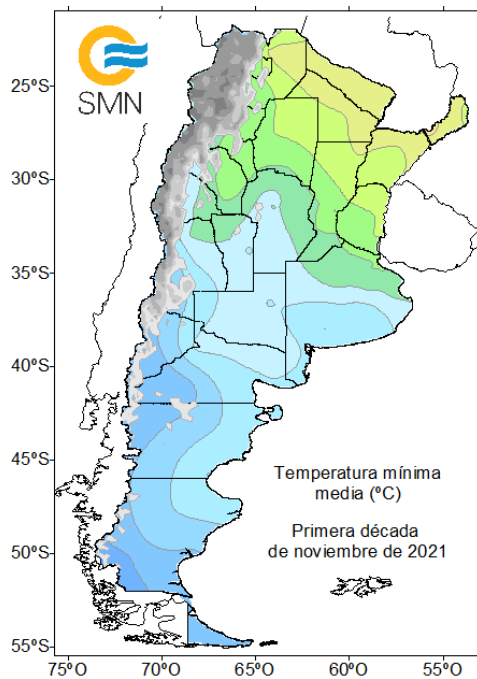 SMN
25°S
30°S
35°S
40°S
45°S
50°S
55°S
Temperatura mínima
media (ºC)
Primera década
de noviembre de 2021
75°O
70°O
65°O
60°O
55°O